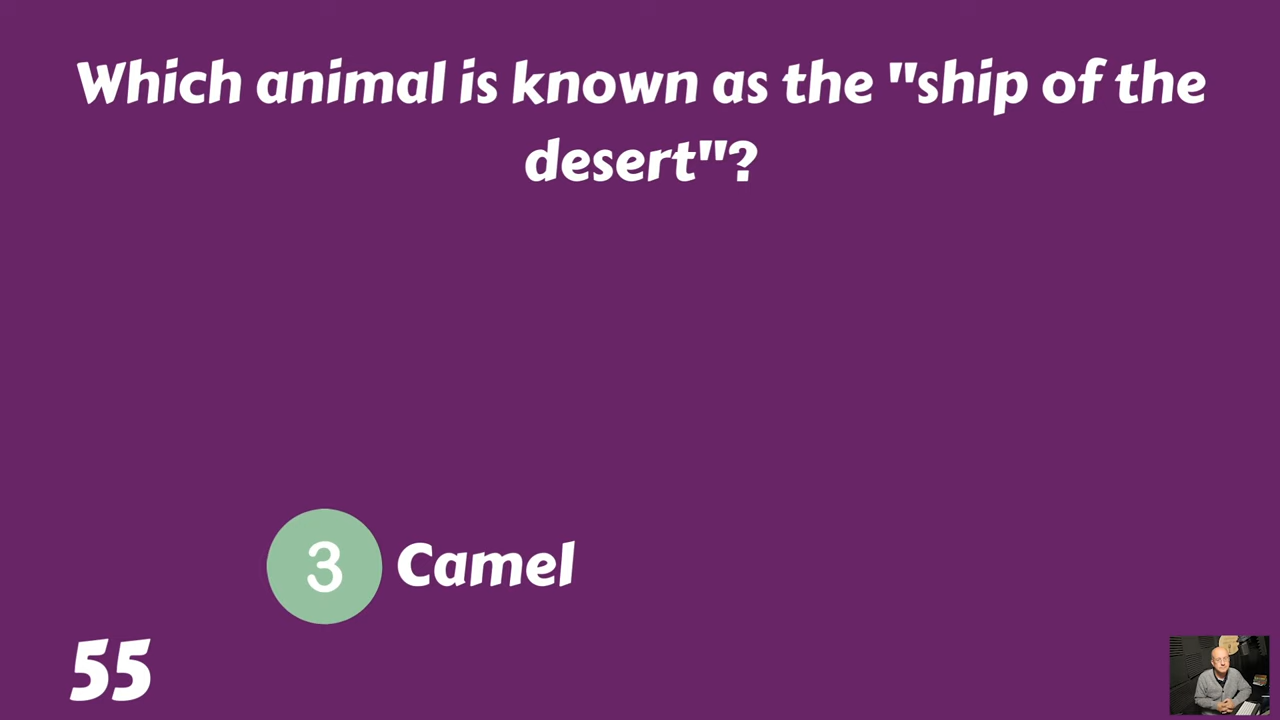 Which animal is known as the "ship of the
desert"?
3 Camel
55